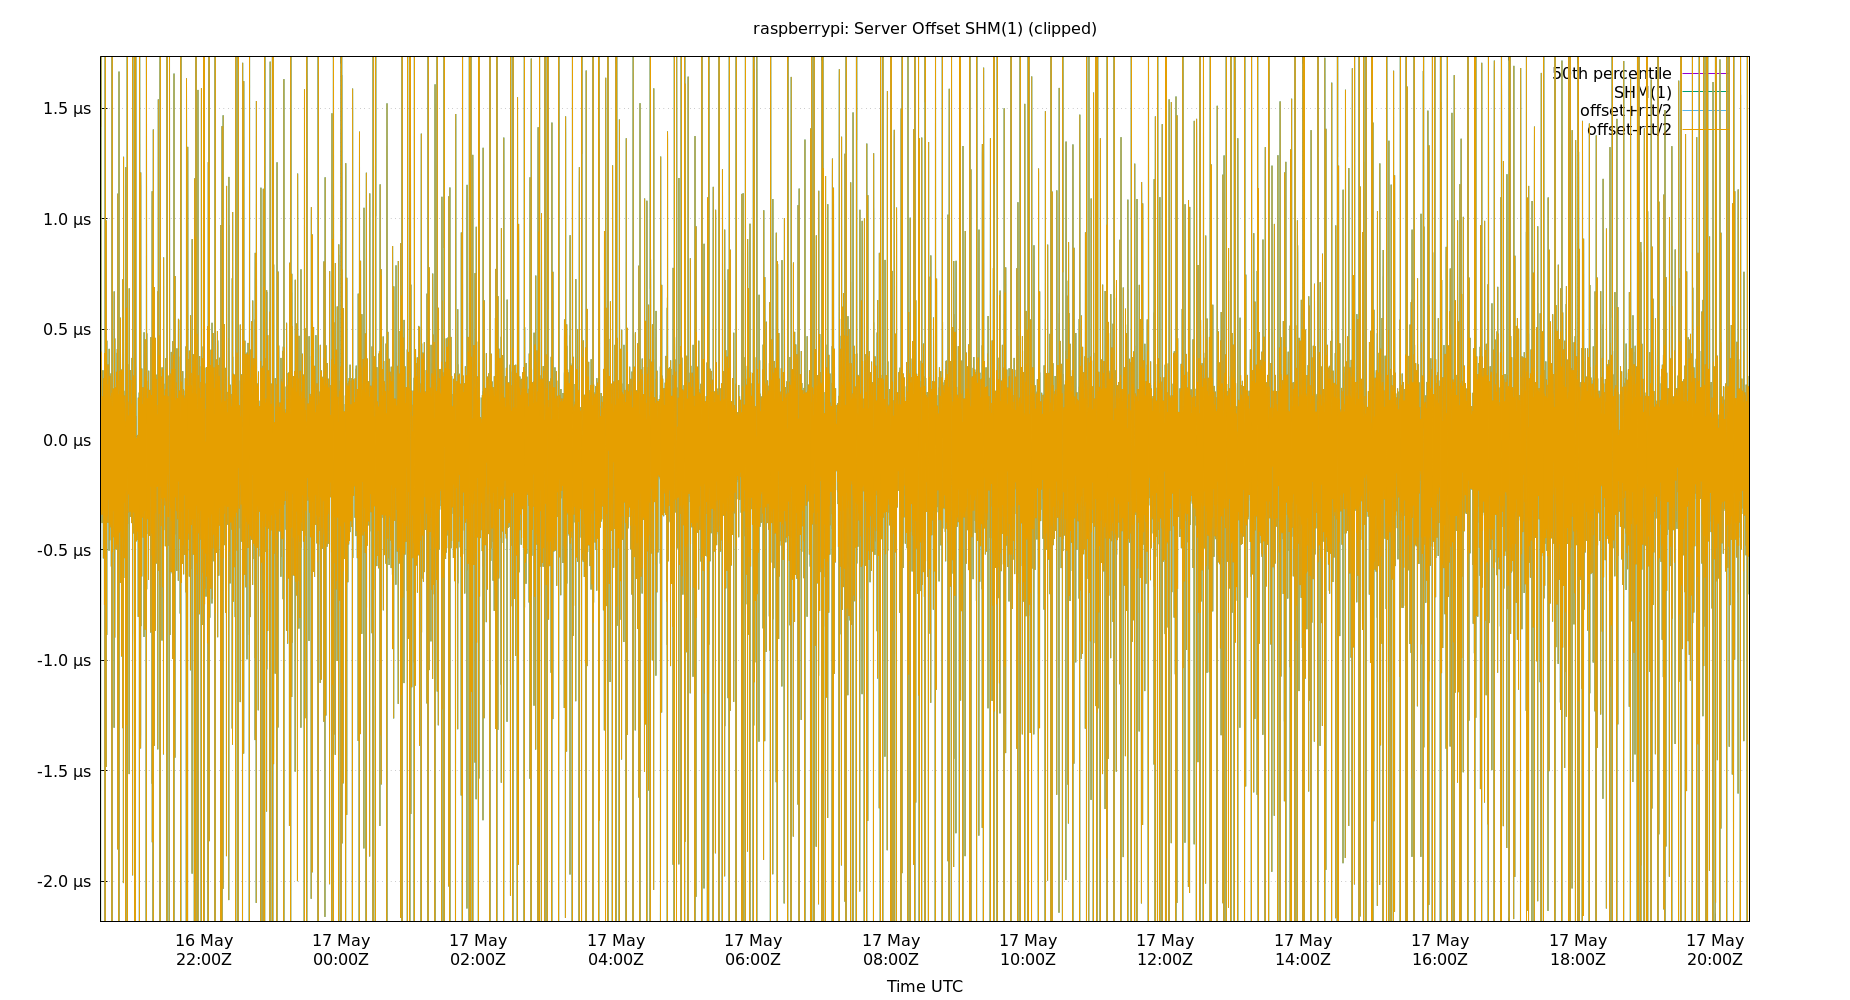 raspberrypi: Server Offset SHM(1) (clipped)
50th percentile
SHM(1)
offset+rtt/2
offset-rtt/2
1.5 µs
1.0 µs
0.5 µs
0.0 µs
-0.5 µs
-1.0 µs
-1.5 µs
-2.0 µs
16 May 17 May 17 May 17 May 17 May 17 May 17 May 17 May 17 May 17 May 17 May 17 May
22:00Z 00:00Z 02:00Z 04:00Z 06:00Z 08:00Z 10:00Z 12:00Z 14:00Z 16:00Z 18:00Z 20:00Z
Time UTC